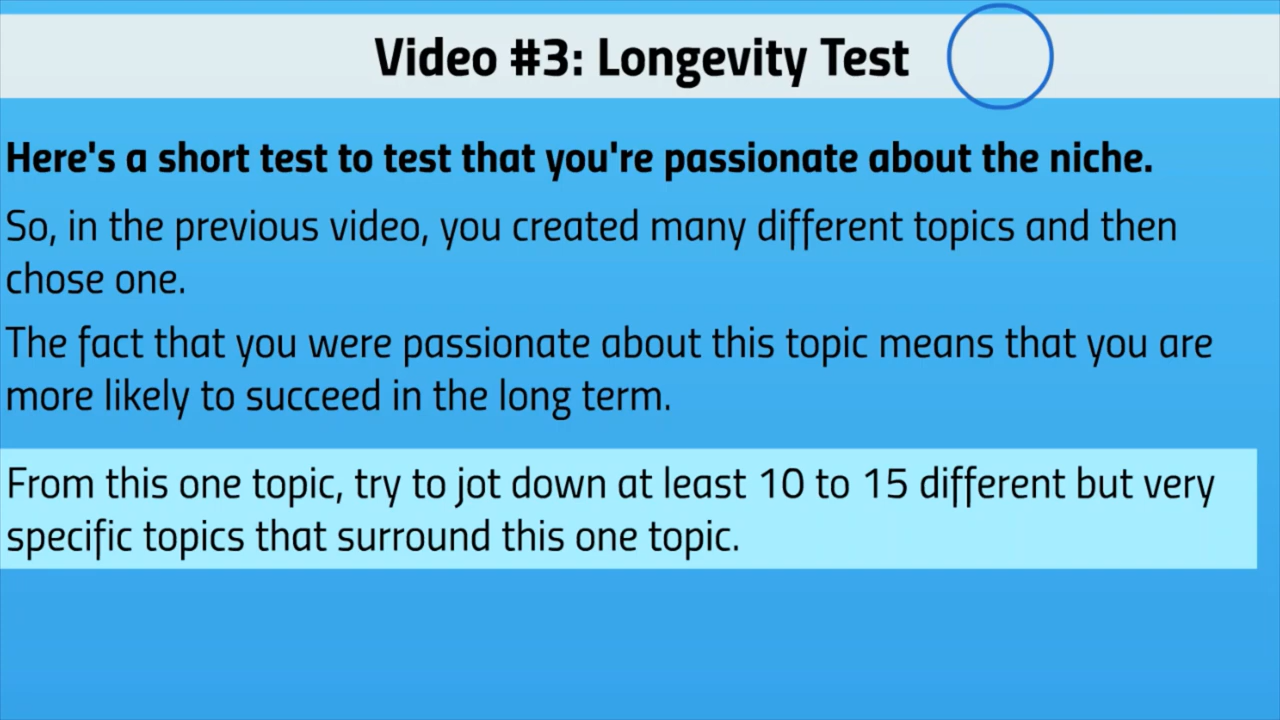 Video #3: Longevity Test
Here's a short test to test that you're passionate about the niche.
So, in the previous video, you created many different topics and then
chose one.
The fact that you were passionate about this topic means that you are
more likely to succeed in the long term.
From this one topic, try to jot down at least 10 to 15 different but very
specific topics that surround this one topic.